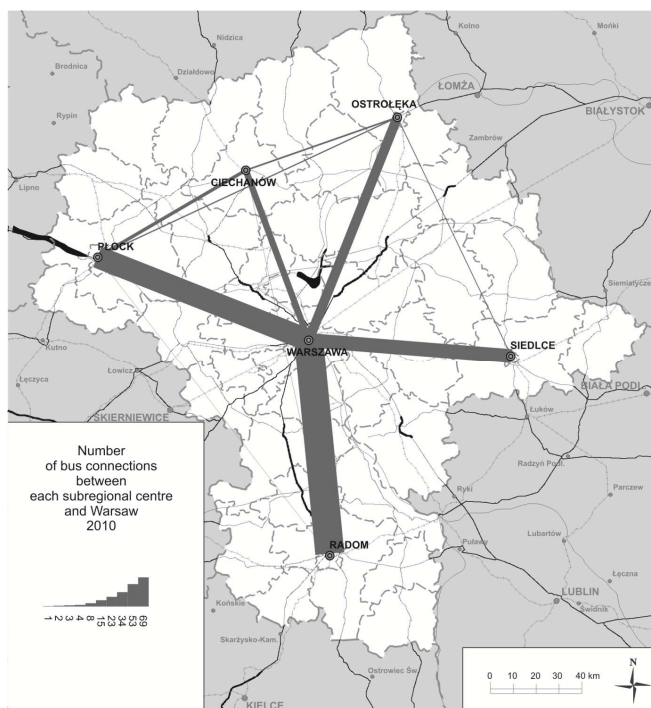 Nidzica
Kolno
Mońki
Brodnica
Działdowo
ŁOMŻA
OSTROŁĘKA
BIAŁYSTOK
Rypin
Zambrów
Lipno
CIECHANÓW
PŁOCK
Siemiatycze
Kutno
WARSZAWA
SIEDLCE
Łowicz
Łęczyca
BIAŁA PODL.
SKIERNIEWICE
Łuków
Radzyń Podl.
Ryki
Parczew
Number
of bus connections
between
each subregional centre
and Warsaw
2010
RADOM
Puławy
Lubartów
Łęczna
1 2 3 4 8 15 23 34 53 69
Końskie
LUBLIN
Świdnik
Skarżysko-Kam.
Ostrowiec Św.
KIELCE
N
0 10 20 30 40 km